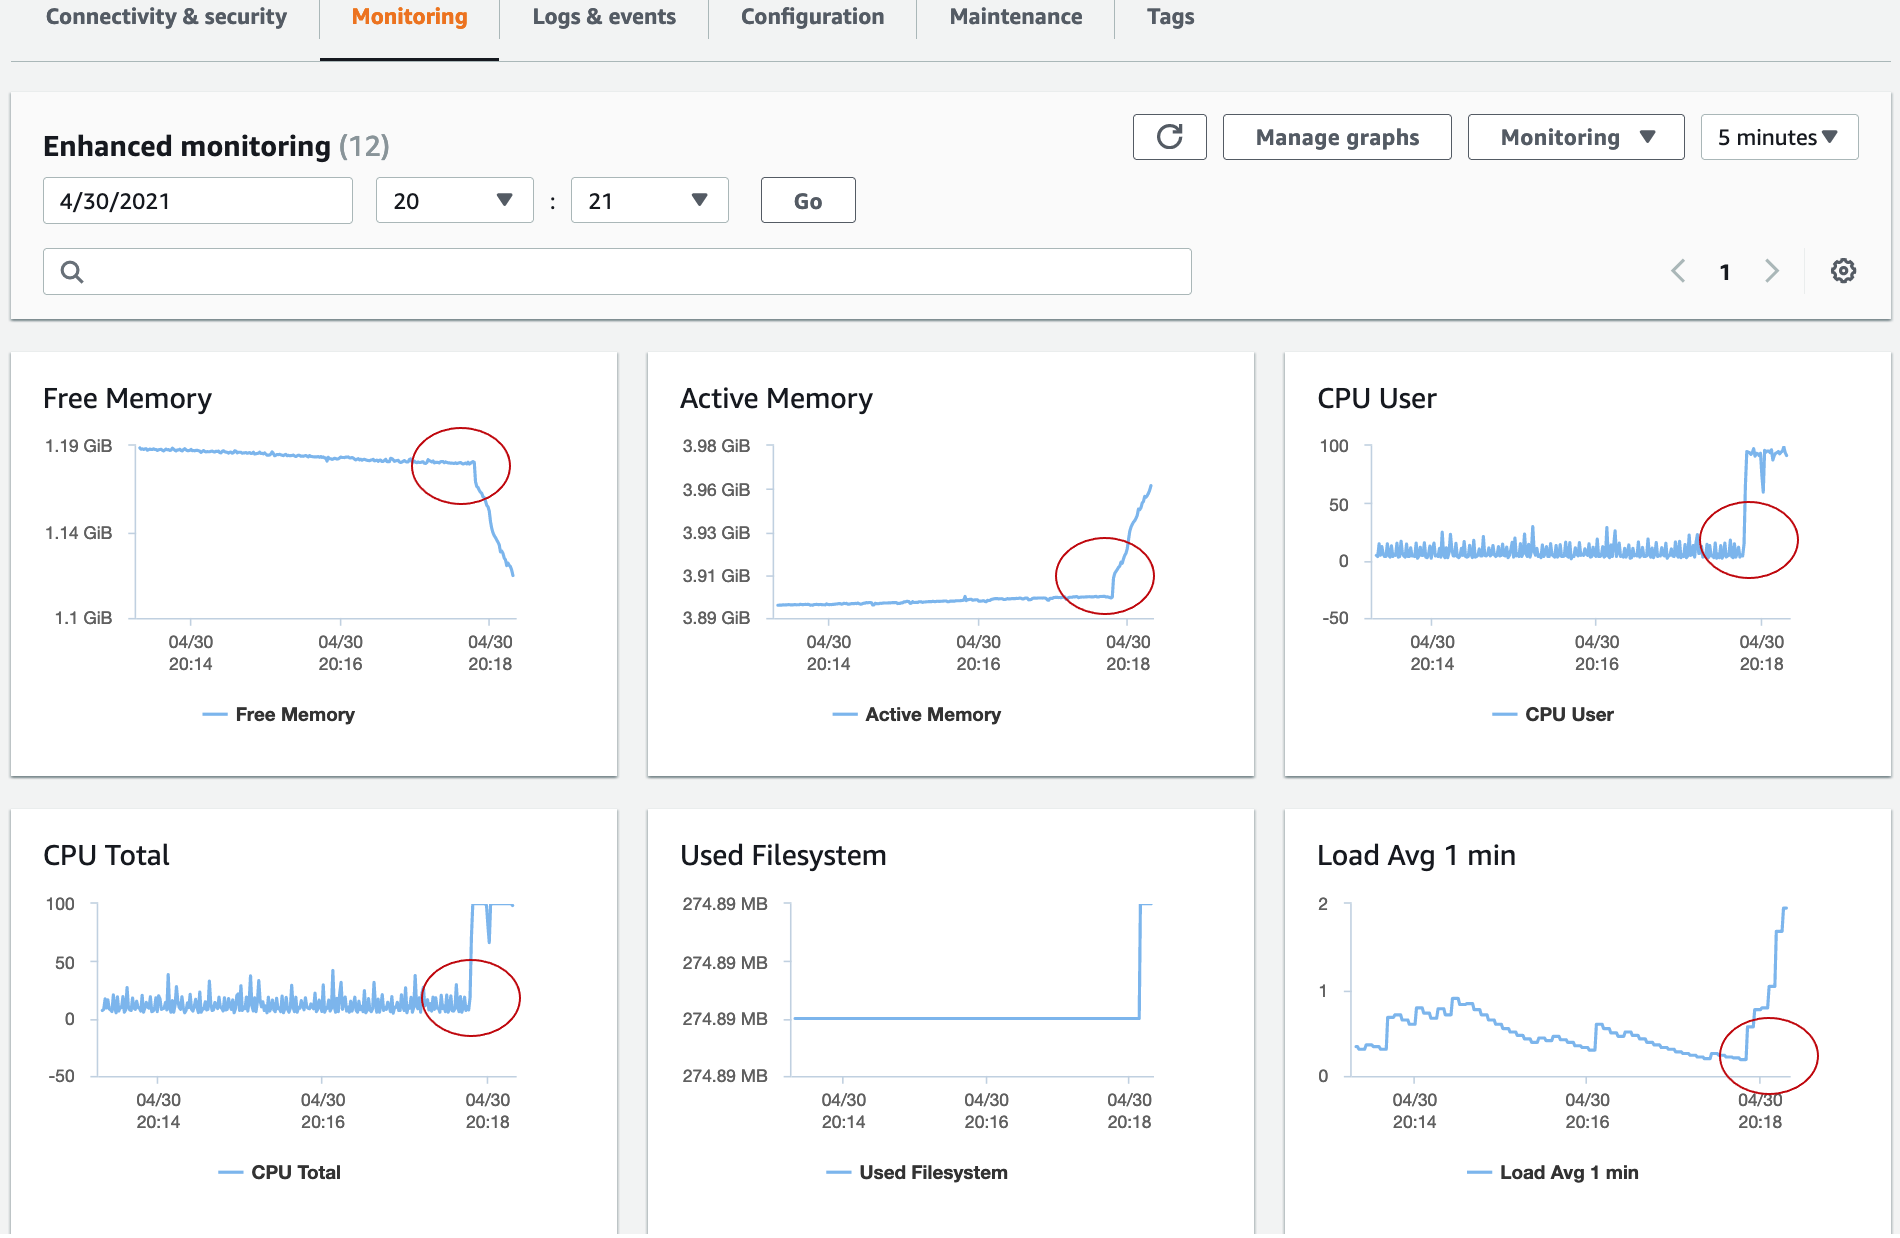 Connectivity & security
Monitoring
Logs & events
Configuration
Maintenance
Tags
Enhanced monitoring (12)
Manage graphs
Monitoring
5 minutes
4/30/2021
20
:
21
Go
1
Free Memory
1.19 GiB
1.14 GiB
1.1 GiB
04/30
20:14
04/30
20:16
04/30
20:18
Free Memory
Active Memory
3.98 GiB
3.96 GiB
3.93 GiB
3.91 GiB
3.89 GiB
04/30
20:14
04/30
20:16
04/30
20:18
Active Memory
CPU User
100
50
0
-50
04/30
20:14
04/30
20:16
04/30
20:18
CPU User
CPU Total
100
50
0
-50
04/30
20:14
04/30
20:16
04/30
20:18
CPU Total
Used Filesystem
274.89 MB
274.89 MB
274.89 MB
274.89 MB
04/30
20:14
04/30
20:16
04/30
20:18
Used Filesystem
Load Avg 1 min
2
1
0
04/30
20:14
04/30
20:16
04/30
20:18
Load Avg 1 min